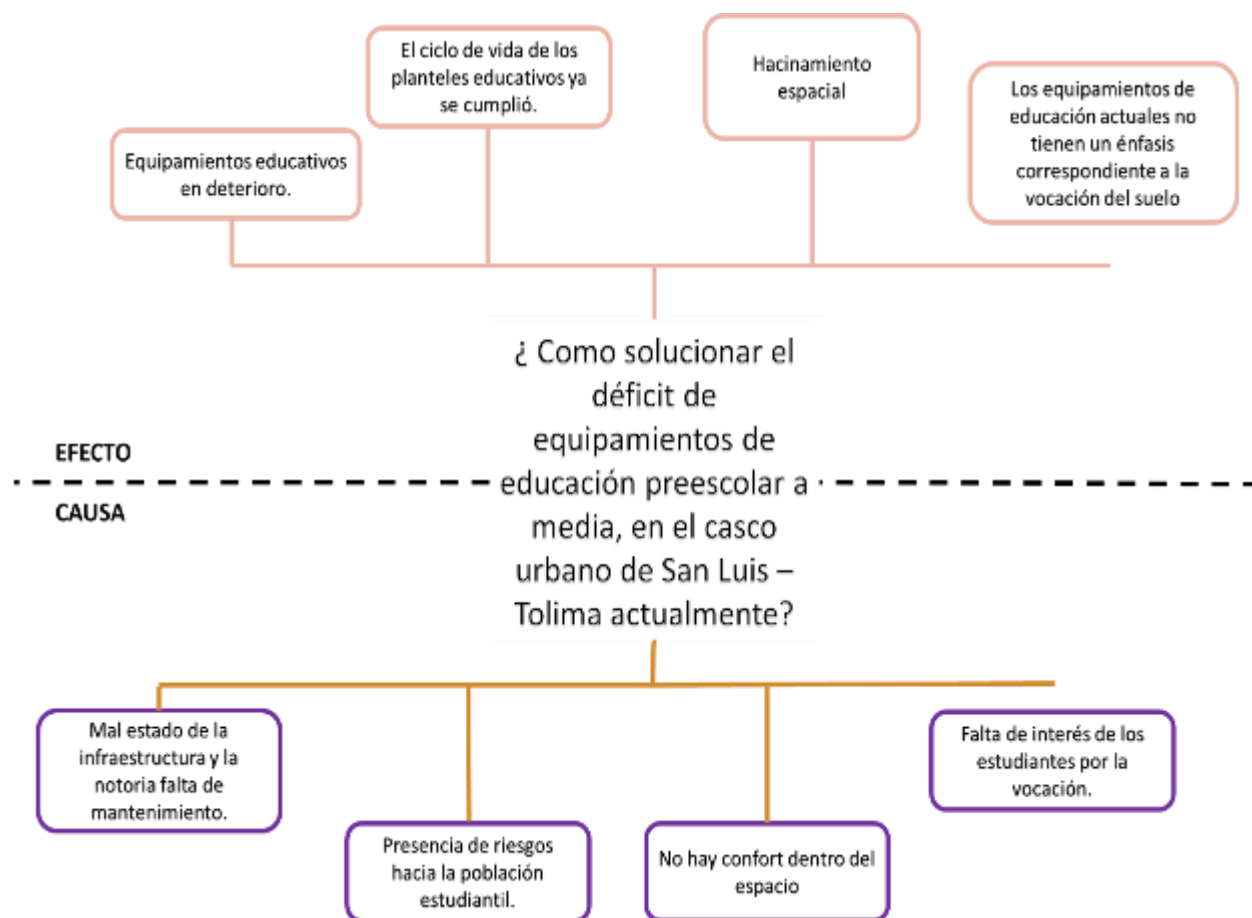 El ciclo de vida de los
planteles educativos ya
se cumplió.
Hacinamiento
espacial
Los equipamientos de
educación actuales no
tienen un énfasis
correspondiente a la
vocación del suelo
Equipamientos educativos
en deterioro.
¿ Como solucionar el
déficit de
equipamientos de
educación preescolar a
media, en el casco
urbano de San Luis –
Tolima actualmente?
EFECTO
CAUSA
Mal estado de la
infraestructura y la
notoria falta de
mantenimiento.
Presencia de riesgos
hacia la población
estudiantil.
No hay confort dentro del
espacio
Falta de interés de los
estudiantes por la
vocación.